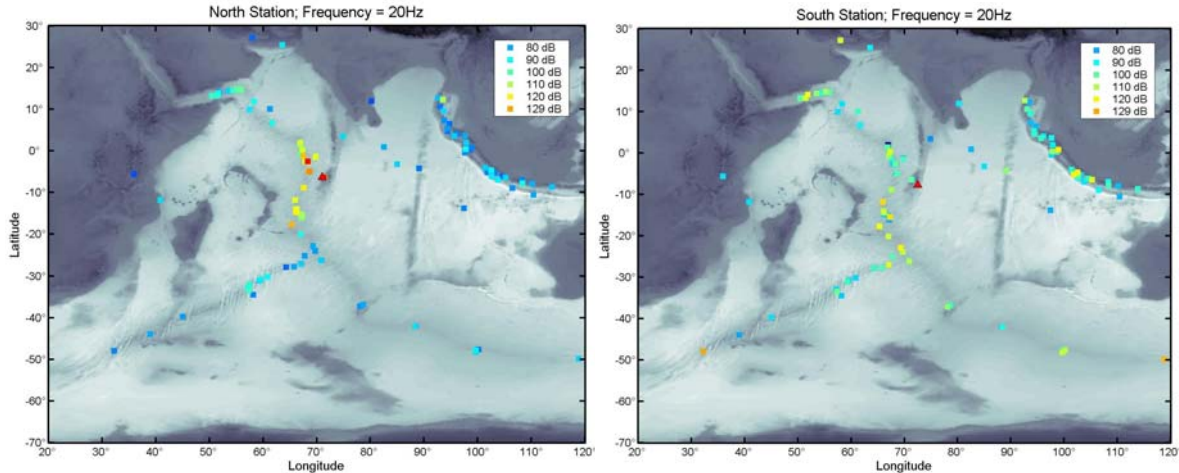 North Station; Frequency = 20Hz
30°
20°
10°
0°
-10°
-20°
-30°
-40°
-50°
-60°
-70°
Latitude
80 dB
90 dB
100 dB
110 dB
120 dB
129 dB
20° 30° 40° 50° 60° 70° 80° 90° 100° 110° 120°
Longitude
South Station; Frequency = 20Hz
30°
20°
10°
0°
-10°
-20°
-30°
-40°
-50°
-60°
-70°
Latitude
80 dB
90 dB
100 dB
110 dB
120 dB
129 dB
20° 30° 40° 50° 60° 70° 80° 90° 100° 110° 120°
Longitude